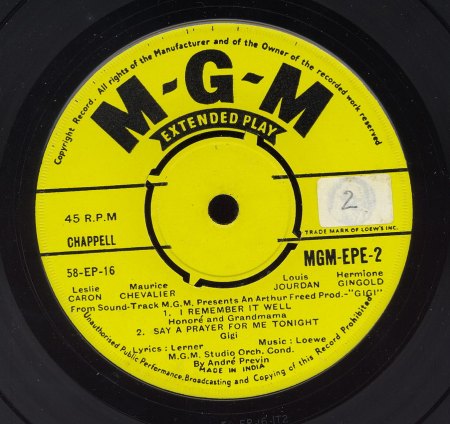 Copyright Record. All rights of the Manufacturer and of the Owner of the recorded work reserved
M-G-M
EXTENDED PLAY
2
45 R.P.M
TRADE MARK OF LOEW'S INC.
CHAPPELL
MGM-EPE-2
58-EP-16
Leslie Maurice Louis Hermione
CARON CHEVALIER JOURDAN GINGOLD
From Sound-Track M.G.M. Presents An Arthur Freed Prod.-"GIGI"
1. I REMEMBER IT WELL
Honoré and Grandmama
2. SAY A PRAYER FOR ME TONIGHT
Gigi
Lyrics: Lerner Music: Loewe
M.G.M. Studio Orch. Cond.
By André Previn
MADE IN INDIA
Unauthorised Public Performance. Broadcasting and Copying of this Record Prohibited